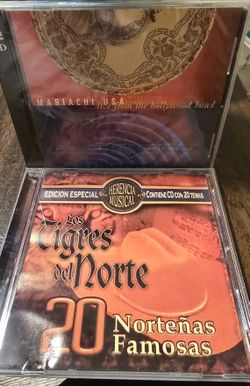 MARIACHI USA
live from the hollywood bowl
EDICIÓN ESPECIAL
HERENCIA
MUSICAL
CONTIENE CD CON 20 TEMAS
Los
Tigres
del Norte
20 Norteñas
Famosas